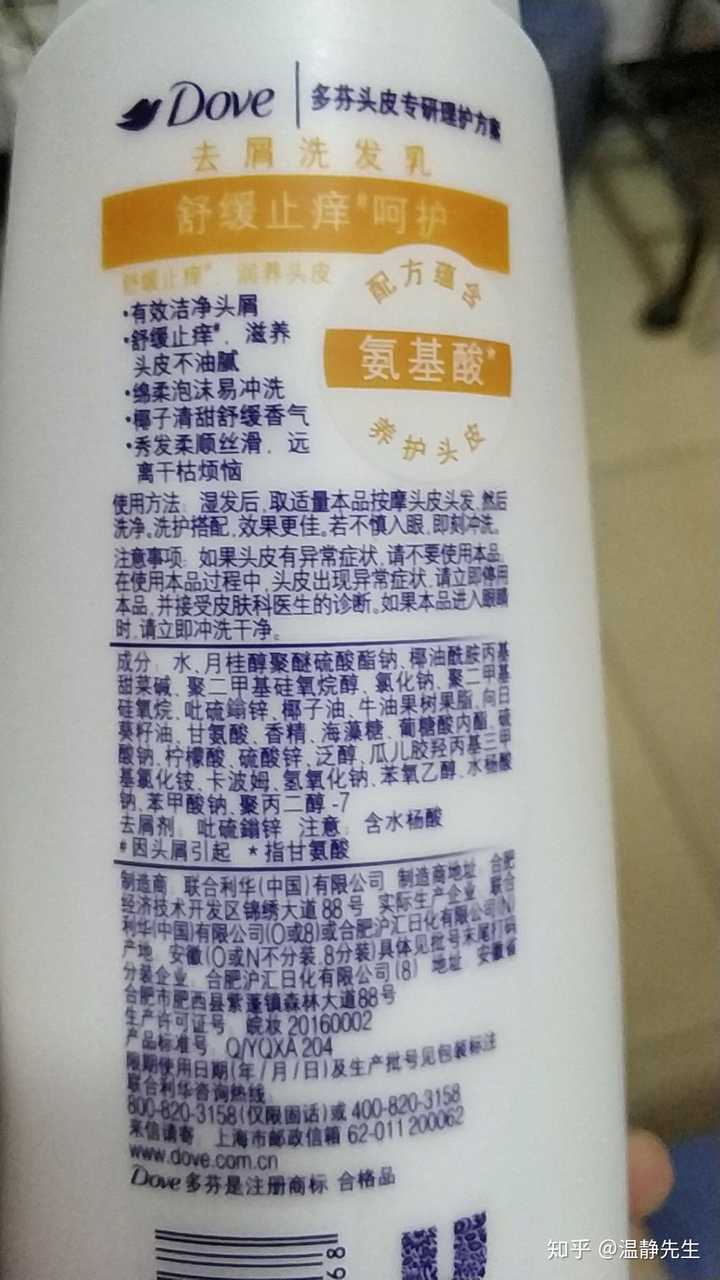 Dove 多芬头皮专研理护方案
去屑洗发乳
舒缓止痒#呵护
舒缓止痒#，滋养头皮
配方蕴含
氨基酸*
养护头皮
·有效洁净头屑
·舒缓止痒#，滋养
头皮不油腻
·绵柔泡沫易冲洗
·椰子清甜舒缓香气
·秀发柔顺丝滑，远
离干枯烦恼
使用方法：湿发后,取适量本品按摩头皮头发,然后
洗净。洗护搭配,效果更佳。若不慎入眼,即刻冲洗。
注意事项：如果头皮有异常症状,请不要使用本品。
在使用本品过程中,头皮出现异常症状,请立即停用
本品,并接受皮肤科医生的诊断。如果本品进入眼睛
时,请立即冲洗干净。
成分：水、月桂醇聚醚硫酸酯钠、椰油酰胺丙基
甜菜碱、聚二甲基硅氧烷醇、氯化钠、聚二甲基
硅氧烷、吡硫鎓锌、椰子油、牛油果树果脂、向日
葵籽油、甘氨酸、香精、海藻糖、葡糖酸内酯、硫
酸钠、柠檬酸、硫酸锌、泛醇、瓜儿胶羟丙基三甲
基氯化铵、卡波姆、氢氧化钠、苯氧乙醇、水杨酸
钠、苯甲酸钠、聚丙二醇-7
去屑剂：吡硫鎓锌 注意：含水杨酸
#因头屑引起 *指甘氨酸
制造商：联合利华(中国)有限公司 制造商地址：合肥
经济技术开发区锦绣大道88号 实际生产企业：联合
利华(中国)有限公司(0或8)或合肥沪汇日化有限公司(N)
产地：安徽(0或N不分装,8分装)具体见批号末尾打码
分装企业：合肥沪汇日化有限公司(8) 地址：安徽省
合肥市肥西县紫蓬镇森林大道88号
生产许可证号：皖妆20160002
产品标准号：Q/YQXA 204
限期使用日期(年/月/日)及生产批号见包装标注
联合利华咨询热线：
800-820-3158(仅限固话)或400-820-3158
来信请寄：上海市邮政信箱 62-011 200062
www.dove.com.cn
Dove多芬是注册商标 合格品
68
知乎 @温静先生